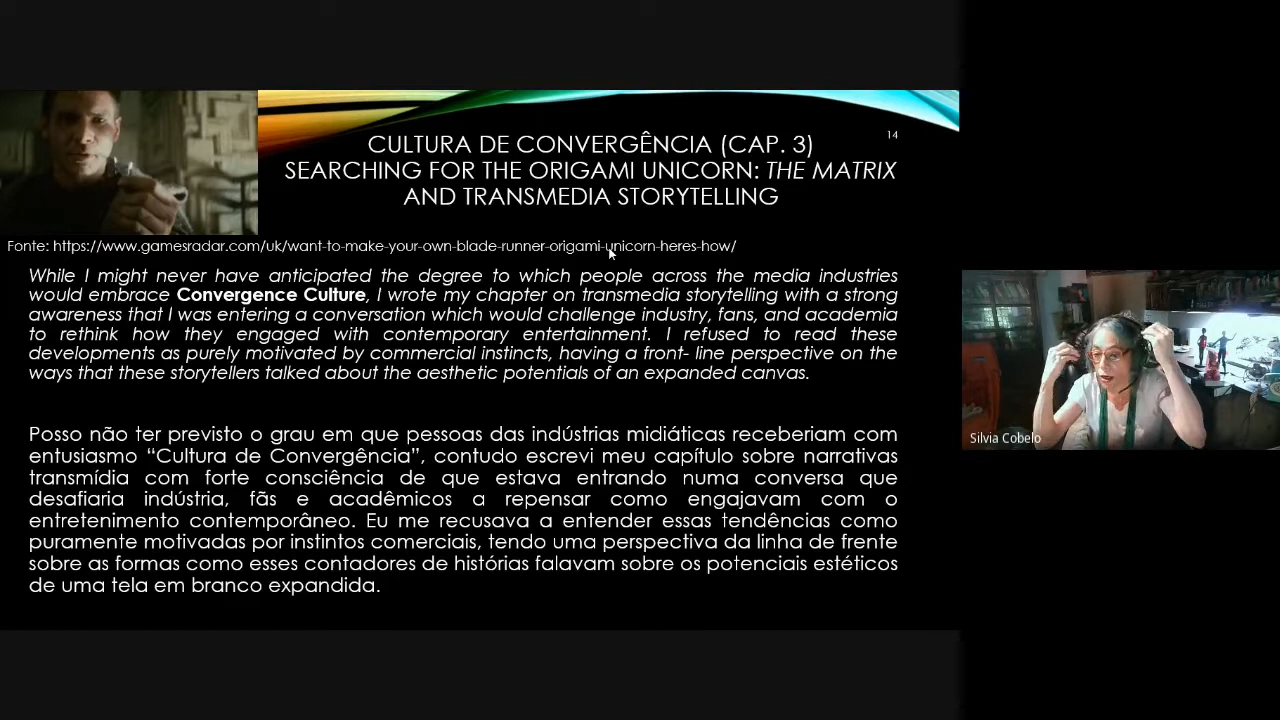 14
CULTURA DE CONVERGÊNCIA (CAP. 3)
SEARCHING FOR THE ORIGAMI UNICORN: THE MATRIX
AND TRANSMEDIA STORYTELLING
Fonte: https://www.gamesradar.com/uk/want-to-make-your-own-blade-runner-origami-unicorn-heres-how/
While I might never have anticipated the degree to which people across the media industries
would embrace Convergence Culture, I wrote my chapter on transmedia storytelling with a strong
awareness that I was entering a conversation which would challenge industry, fans, and academia
to rethink how they engaged with contemporary entertainment. I refused to read these
developments as purely motivated by commercial instincts, having a front- line perspective on the
ways that these storytellers talked about the aesthetic potentials of an expanded canvas.
Posso não ter previsto o grau em que pessoas das indústrias midiáticas receberiam com
entusiasmo “Cultura de Convergência”, contudo escrevi meu capítulo sobre narrativas
transmídia com forte consciência de que estava entrando numa conversa que
desafiaria indústria, fãs e acadêmicos a repensar como engajavam com o
entretenimento contemporâneo. Eu me recusava a entender essas tendências como
puramente motivadas por instintos comerciais, tendo uma perspectiva da linha de frente
sobre as formas como esses contadores de histórias falavam sobre os potenciais estéticos
de uma tela em branco expandida.
Silvia Cobelo